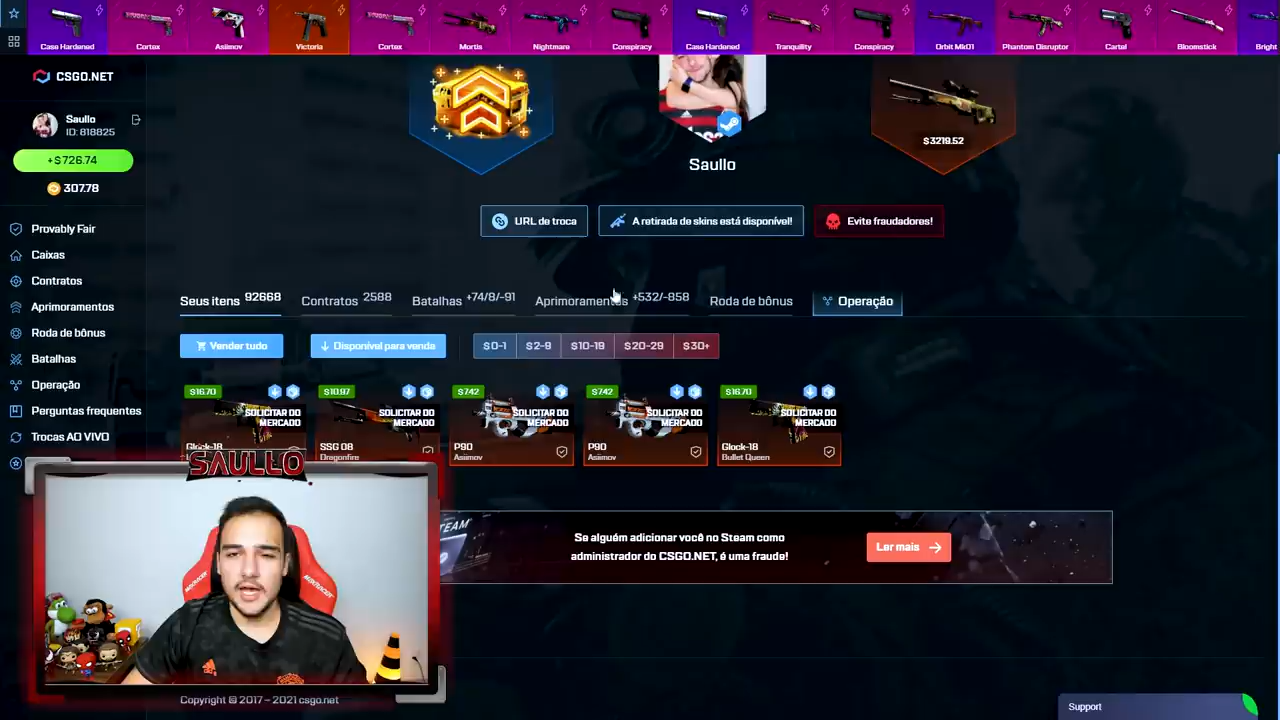 Case Hardened
Cortex
Asiimov
Victoria
Cortex
Mortis
Nightmare
Conspiracy
Case Hardened
Tranquility
Conspiracy
Orbit Mk01
Phantom Disruptor
Cartel
Bloomstick
Bright
CSGO.NET
Saullo
ID: 818825
+$726.74
307.78
$3219.52
Saullo
URL de troca
A retirada de skins está disponível!
Evite fraudadores!
Provably Fair
Caixas
Contratos
Aprimoramentos
Roda de bônus
Batalhas
Operação
Perguntas frequentes
Trocas AO VIVO
Seus itens 92668
Contratos 2588
Batalhas +74/8/-91
Aprimoramentos +532/-858
Roda de bônus
Operação
Vender tudo
Disponível para venda
$0-1
$2-9
$10-19
$20-29
$30+
$16.70
SOLICITAR DO
MERCADO
Glock-18
$10.97
SOLICITAR DO
MERCADO
SSG 08
Dragonfire
$7.42
SOLICITAR DO
MERCADO
P90
Asiimov
$7.42
SOLICITAR DO
MERCADO
P90
Asiimov
$16.70
SOLICITAR DO
MERCADO
Glock-18
Bullet Queen
SAULLO
Se alguém adicionar você no Steam como
administrador do CSGO.NET, é uma fraude!
Ler mais
Copyright © 2017 – 2021 csgo.net
Support